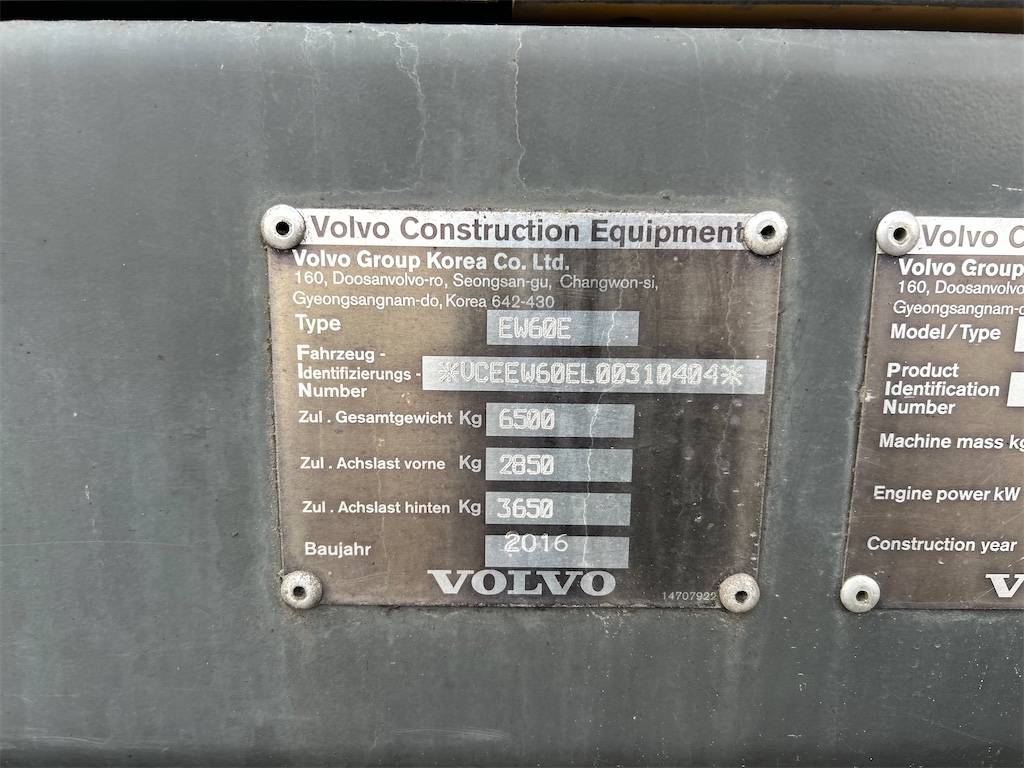 Volvo Construction Equipment
Volvo Group Korea Co. Ltd.
160, Doosanvolvo-ro, Seongsan-gu, Changwon-si,
Gyeongsangnam-do, Korea 642-430
Type EW60E
Fahrzeug -
Identifizierungs - *VCEEW60EL00310404*
Number
Zul . Gesamtgewicht Kg 6500
Zul . Achslast vorne Kg 2850
Zul . Achslast hinten Kg 3650
Baujahr 2016
VOLVO
14707922
Volvo C
Volvo Group
160, Doosanvolvo
Gyeongsangnam-d
Model/Type
Product
Identification
Number
Machine mass kg
Engine power kW
Construction year
V